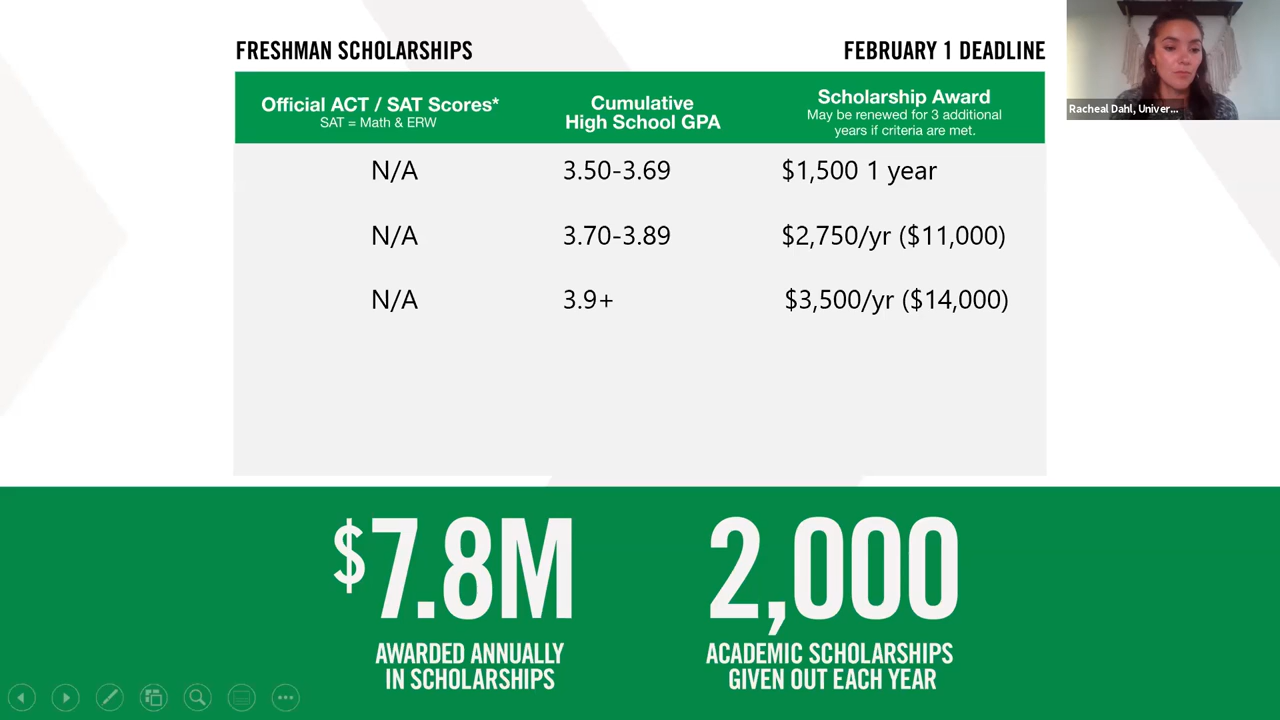 FRESHMAN SCHOLARSHIPS
FEBRUARY 1 DEADLINE
Official ACT / SAT Scores*
SAT = Math & ERW
Cumulative
High School GPA
Scholarship Award
May be renewed for 3 additional
years if criteria are met.
N/A 3.50-3.69 $1,500 1 year
N/A 3.70-3.89 $2,750/yr ($11,000)
N/A 3.9+ $3,500/yr ($14,000)
$7.8M
AWARDED ANNUALLY
IN SCHOLARSHIPS
2,000
ACADEMIC SCHOLARSHIPS
GIVEN OUT EACH YEAR
Racheal Dahl, Univer...